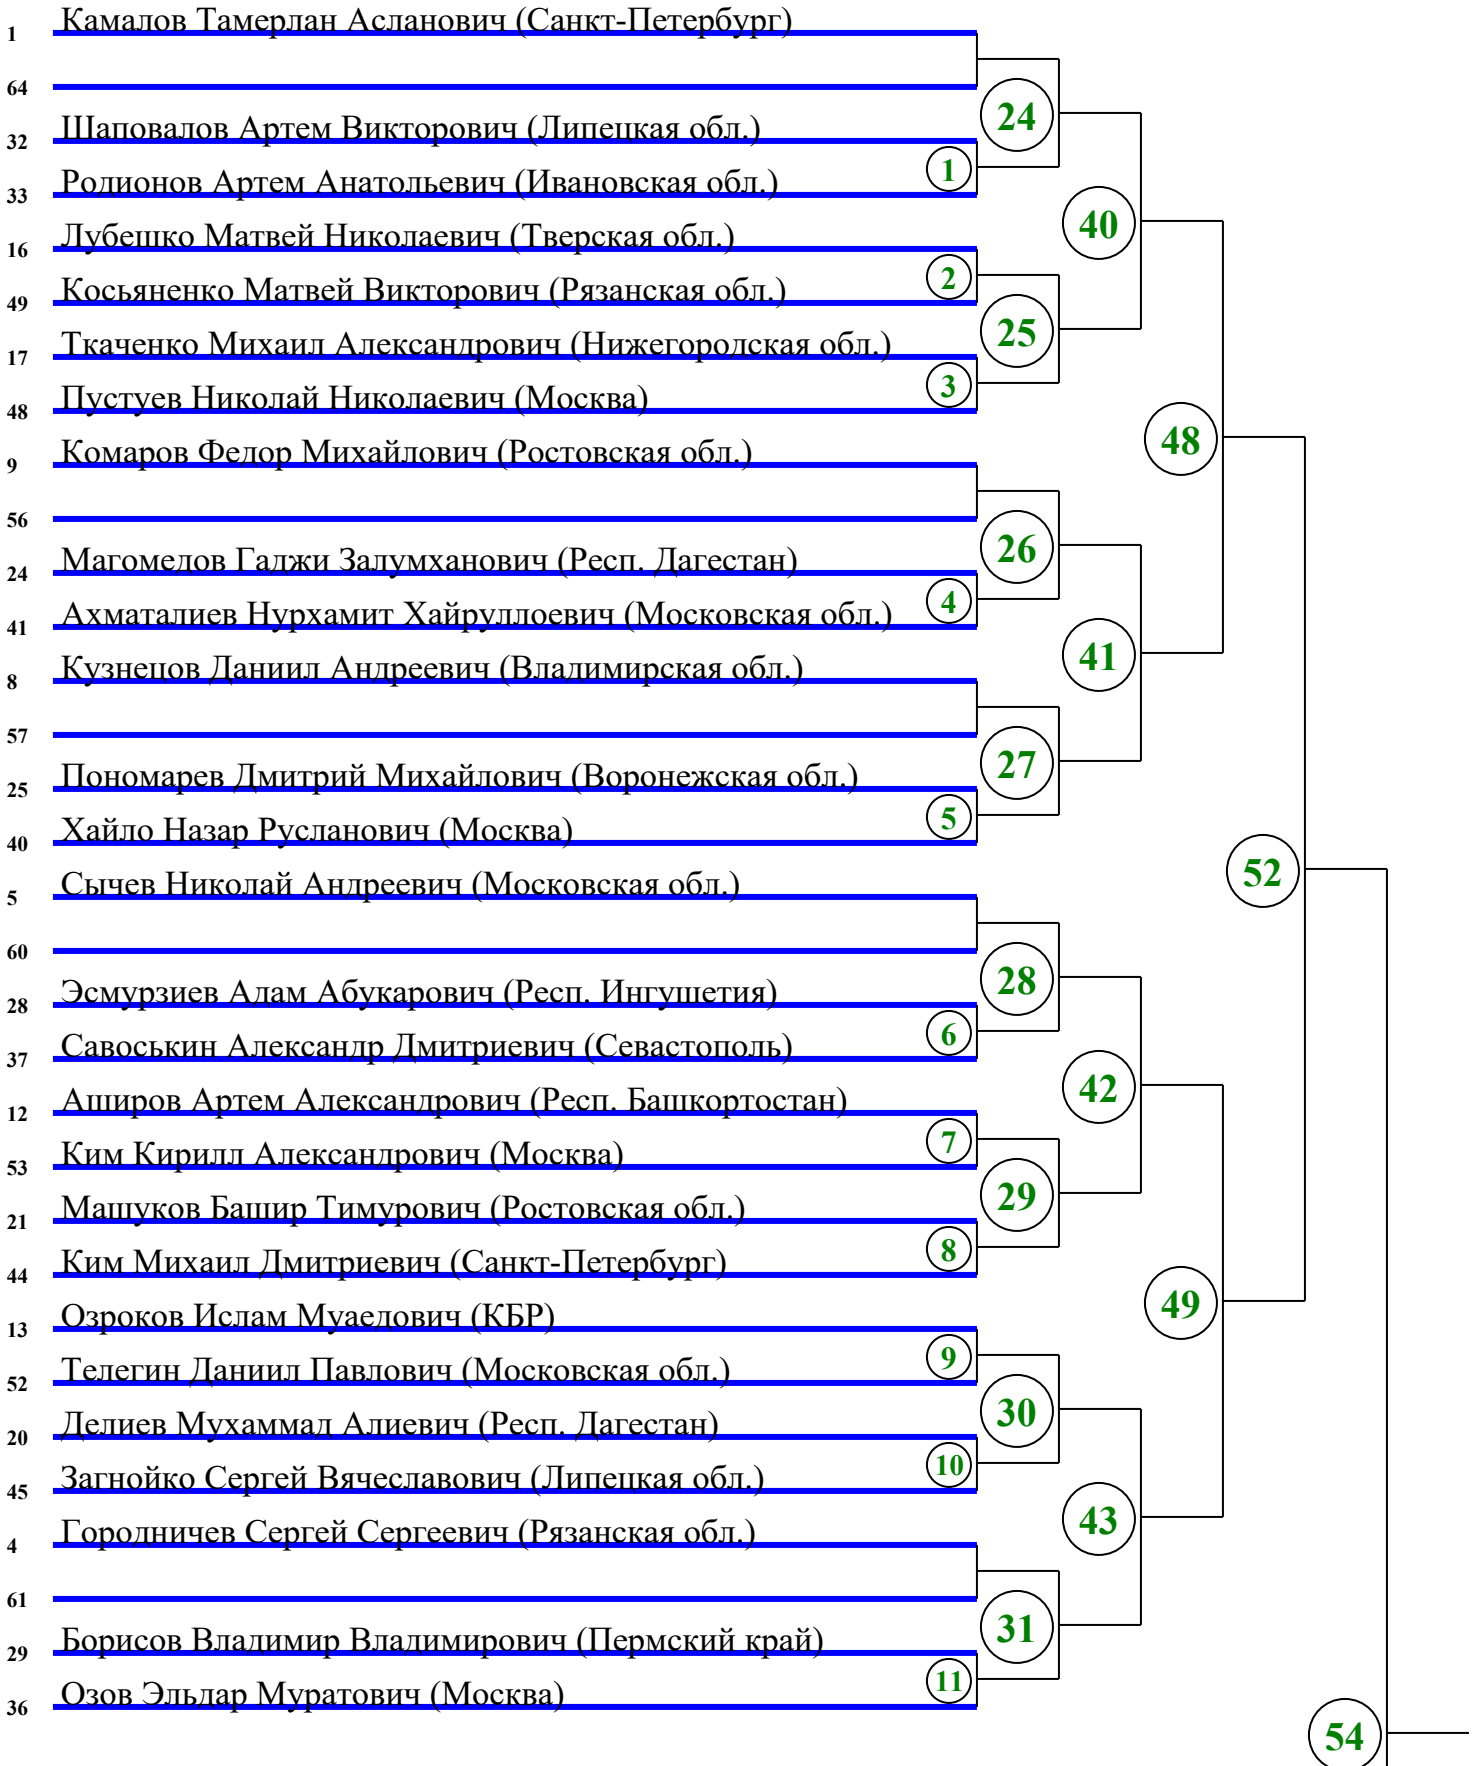 1 Камалов Тамерлан Асланович (Санкт-Петербург)
64
24
32 Шаповалов Артем Викторович (Липецкая обл.)
1
33 Родионов Артем Анатольевич (Ивановская обл.)
40
16 Лубешко Матвей Николаевич (Тверская обл.)
2
49 Косьяненко Матвей Викторович (Рязанская обл.)
25
17 Ткаченко Михаил Александрович (Нижегородская обл.)
3
48 Пустуев Николай Николаевич (Москва)
48
9 Комаров Федор Михайлович (Ростовская обл.)
56
26
24 Магомедов Гаджи Залумханович (Респ. Дагестан)
4
41 Ахматалиев Нурхамит Хайруллоевич (Московская обл.)
41
8 Кузнецов Даниил Андреевич (Владимирская обл.)
57
27
25 Пономарев Дмитрий Михайлович (Воронежская обл.)
5
40 Хайло Назар Русланович (Москва)
52
5 Сычев Николай Андреевич (Московская обл.)
60
28
28 Эсмурзиев Адам Абукарович (Респ. Ингушетия)
6
37 Савоськин Александр Дмитриевич (Севастополь)
42
12 Аширов Артем Александрович (Респ. Башкортостан)
7
53 Ким Кирилл Александрович (Москва)
29
21 Машуков Башир Тимурович (Ростовская обл.)
8
44 Ким Михаил Дмитриевич (Санкт-Петербург)
49
13 Озроков Ислам Муаедович (КБР)
9
52 Телегин Даниил Павлович (Московская обл.)
30
20 Делиев Мухаммад Алиевич (Респ. Дагестан)
10
45 Загнойко Сергей Вячеславович (Липецкая обл.)
43
4 Городничев Сергей Сергеевич (Рязанская обл.)
61
31
29 Борисов Владимир Владимирович (Пермский край)
11
36 Озов Эльдар Муратович (Москва)
54